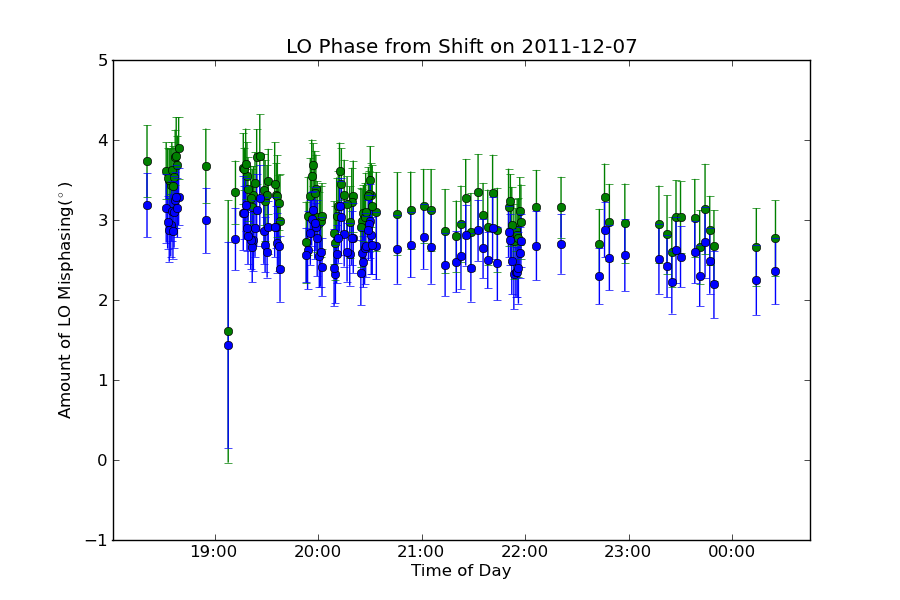 LO Phase from Shift on 2011-12-07
5
4
3
2
1
0
−1
Amount of LO Misphasing(°)
19:00 20:00 21:00 22:00 23:00 00:00
Time of Day